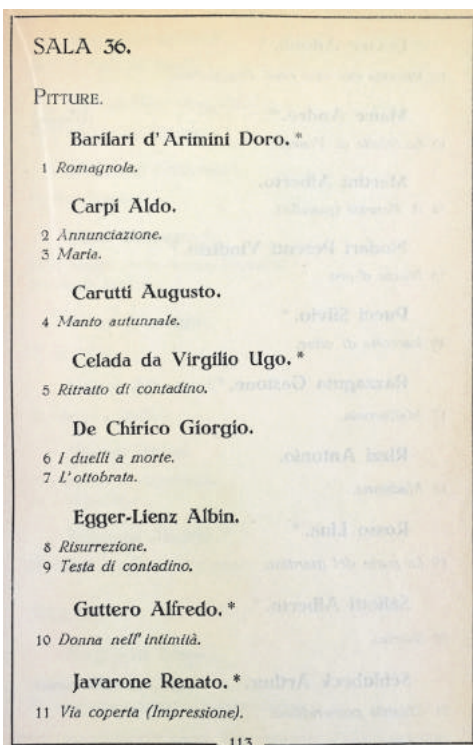 SALA 36.
PITTURE.
Barilari d'Arimini Doro. *
1 Romagnola.
Carpi Aldo.
2 Annunciazione.
3 Maria.
Carutti Augusto.
4 Manto autunnale.
Celada da Virgilio Ugo. *
5 Ritratto di contadino.
De Chirico Giorgio.
6 I duelli a morte.
7 L'ottobrata.
Egger-Lienz Albin.
8 Risurrezione.
9 Testa di contadino.
Guttero Alfredo. *
10 Donna nell'intimità.
Javarone Renato. *
11 Via coperta (Impressione).
113